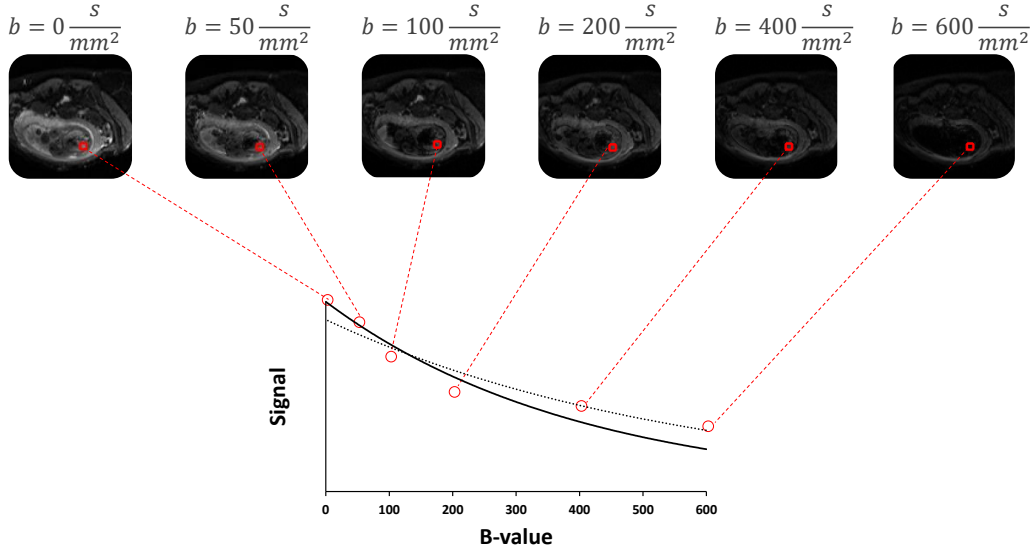 b = 0 s/mm² b = 50 s/mm² b = 100 s/mm² b = 200 s/mm² b = 400 s/mm² b = 600 s/mm²
Signal
0 100 200 300 400 500 600
B-value